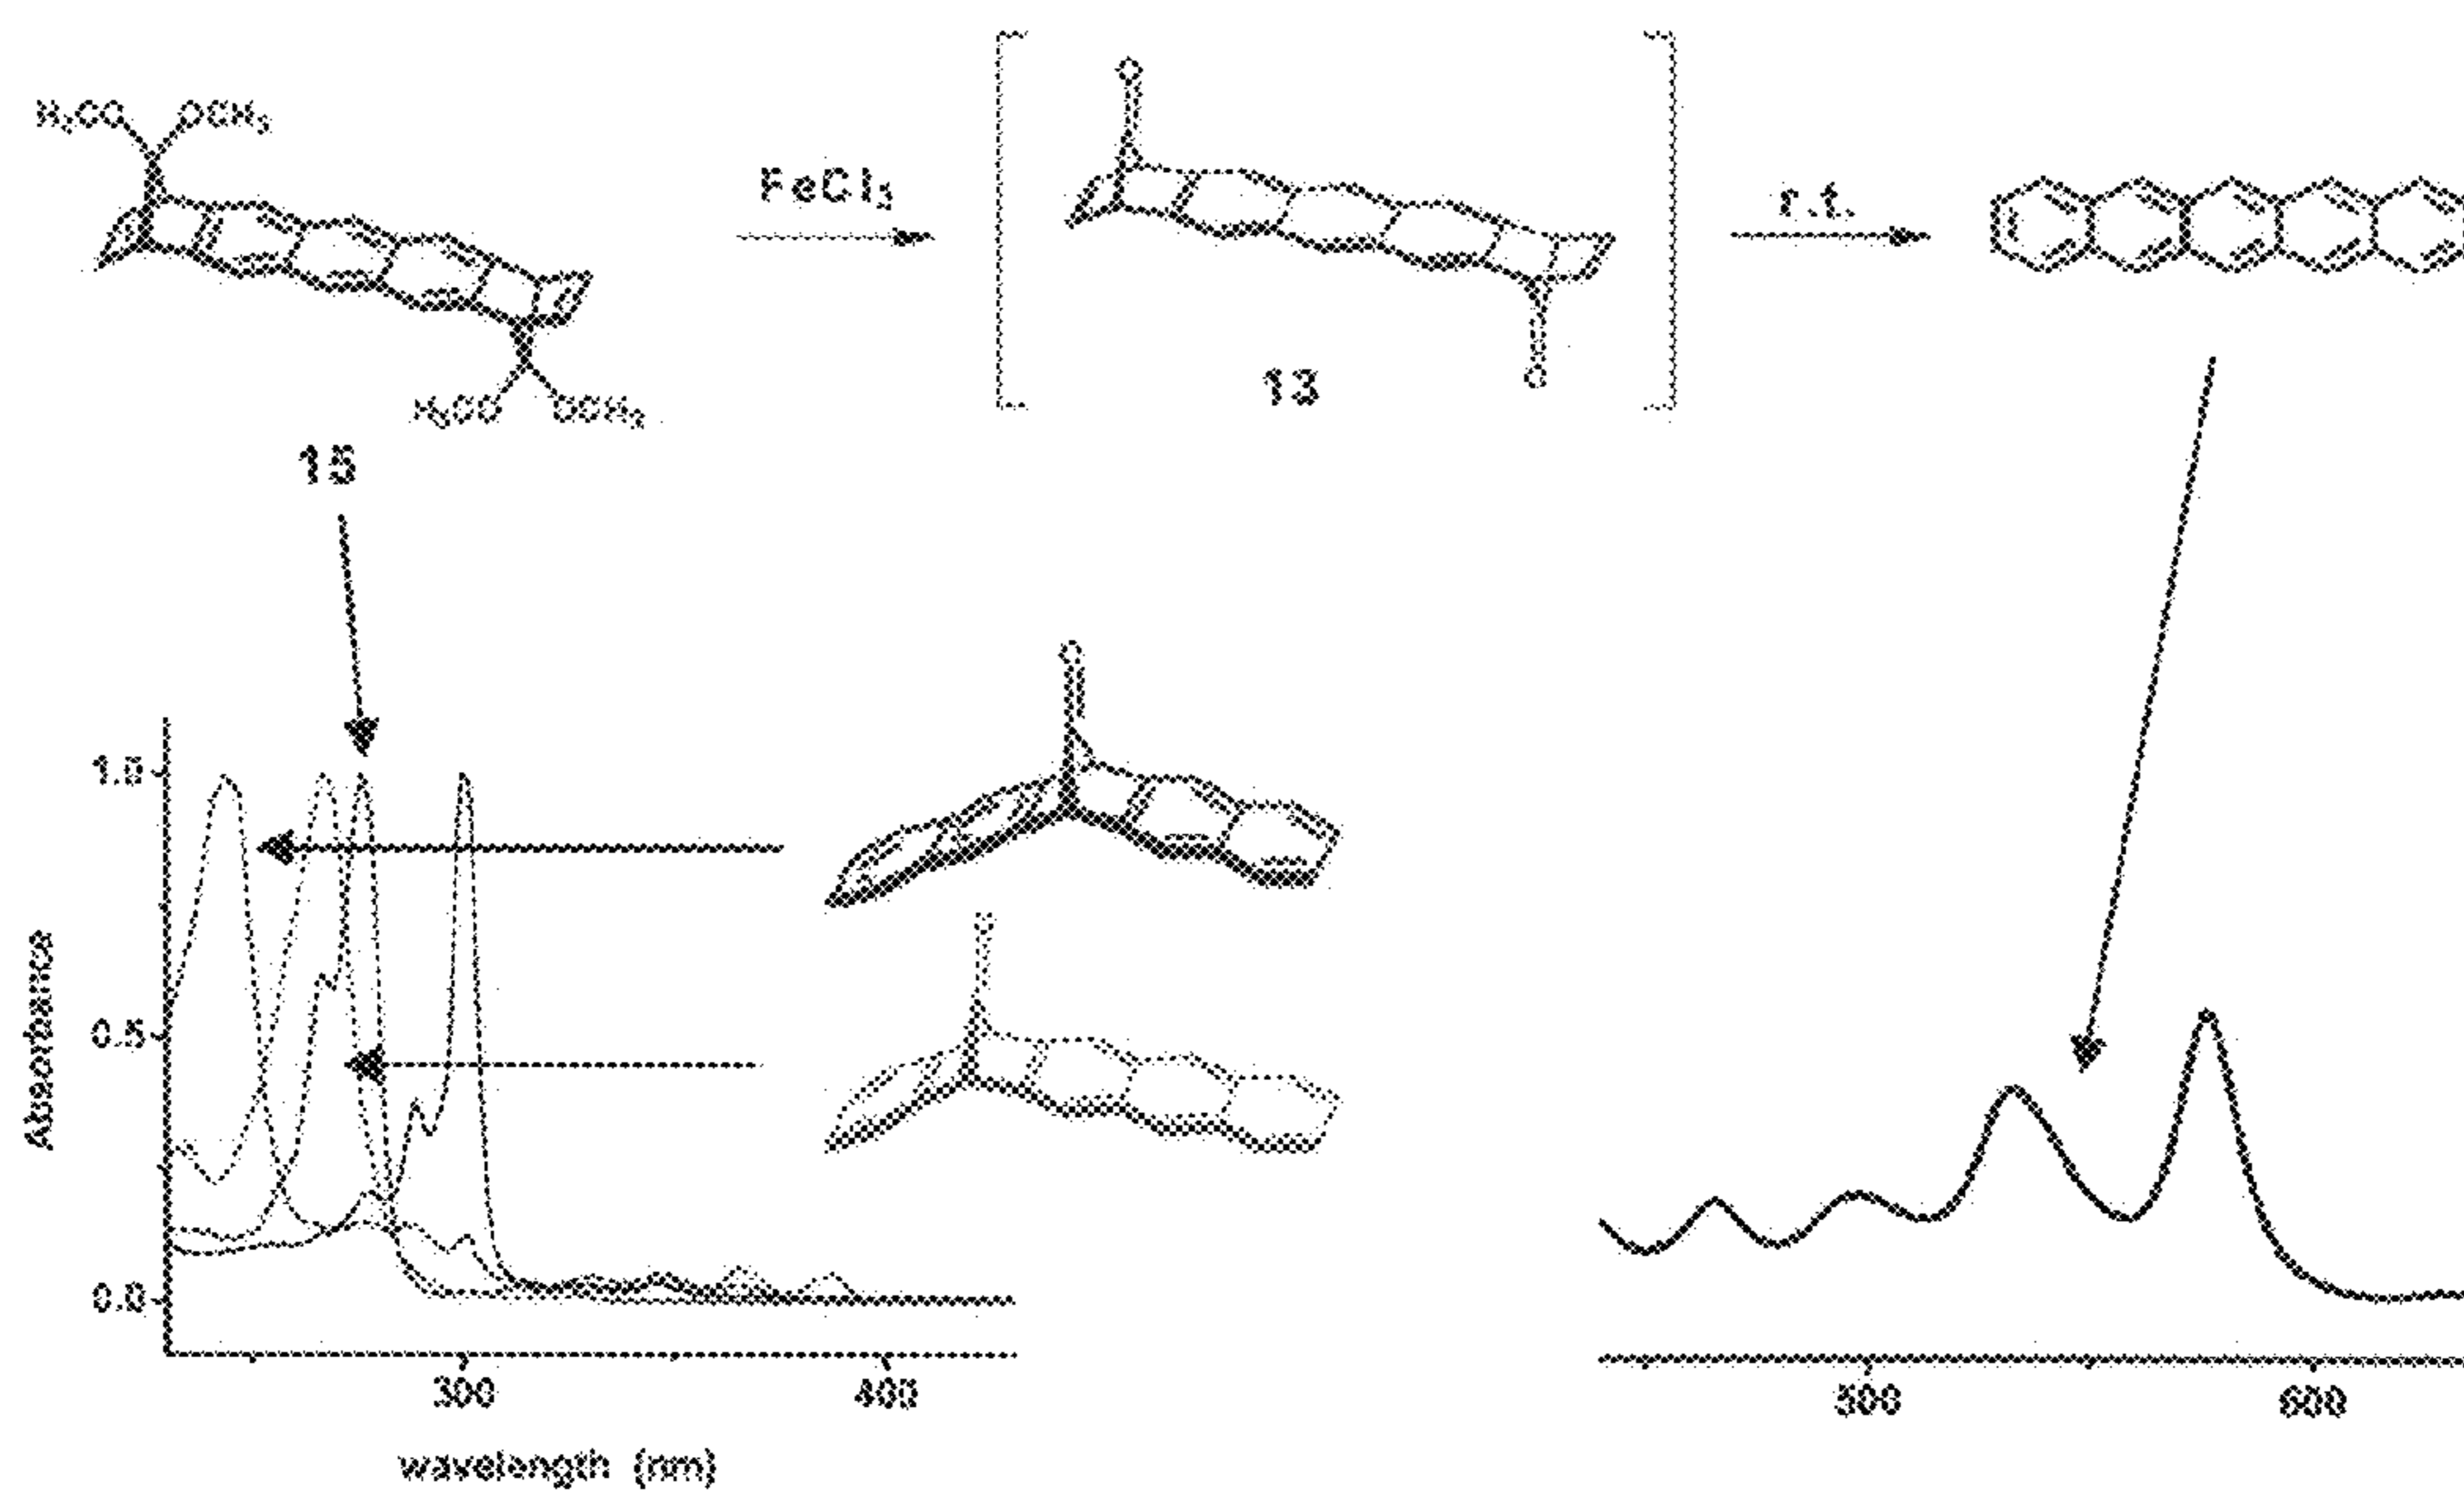 H₃CO OCH₃
FeCl₃
r.t.
O
O
13
H₃CO OCH₃
15
O
O
1.0
0.5
0.0
Absorbance
300
400
500
600
wavelength (nm)